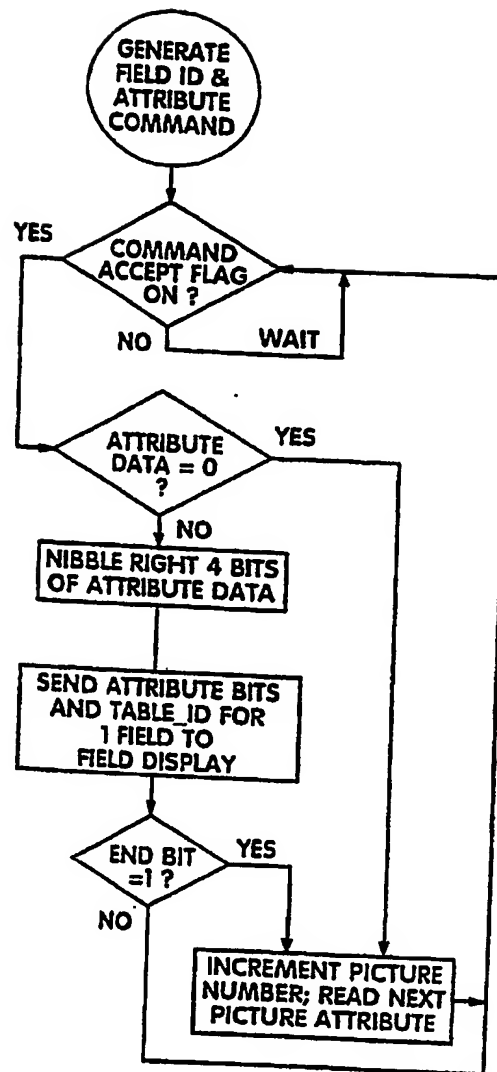 GENERATE
FIELD ID &
ATTRIBUTE
COMMAND
YES
COMMAND
ACCEPT FLAG
ON ?
NO
WAIT
ATTRIBUTE
DATA = 0
?
YES
NO
NIBBLE RIGHT 4 BITS
OF ATTRIBUTE DATA
SEND ATTRIBUTE BITS
AND TABLE_ID FOR
1 FIELD TO
FIELD DISPLAY
END BIT
=1 ?
YES
NO
INCREMENT PICTURE
NUMBER; READ NEXT
PICTURE ATTRIBUTE